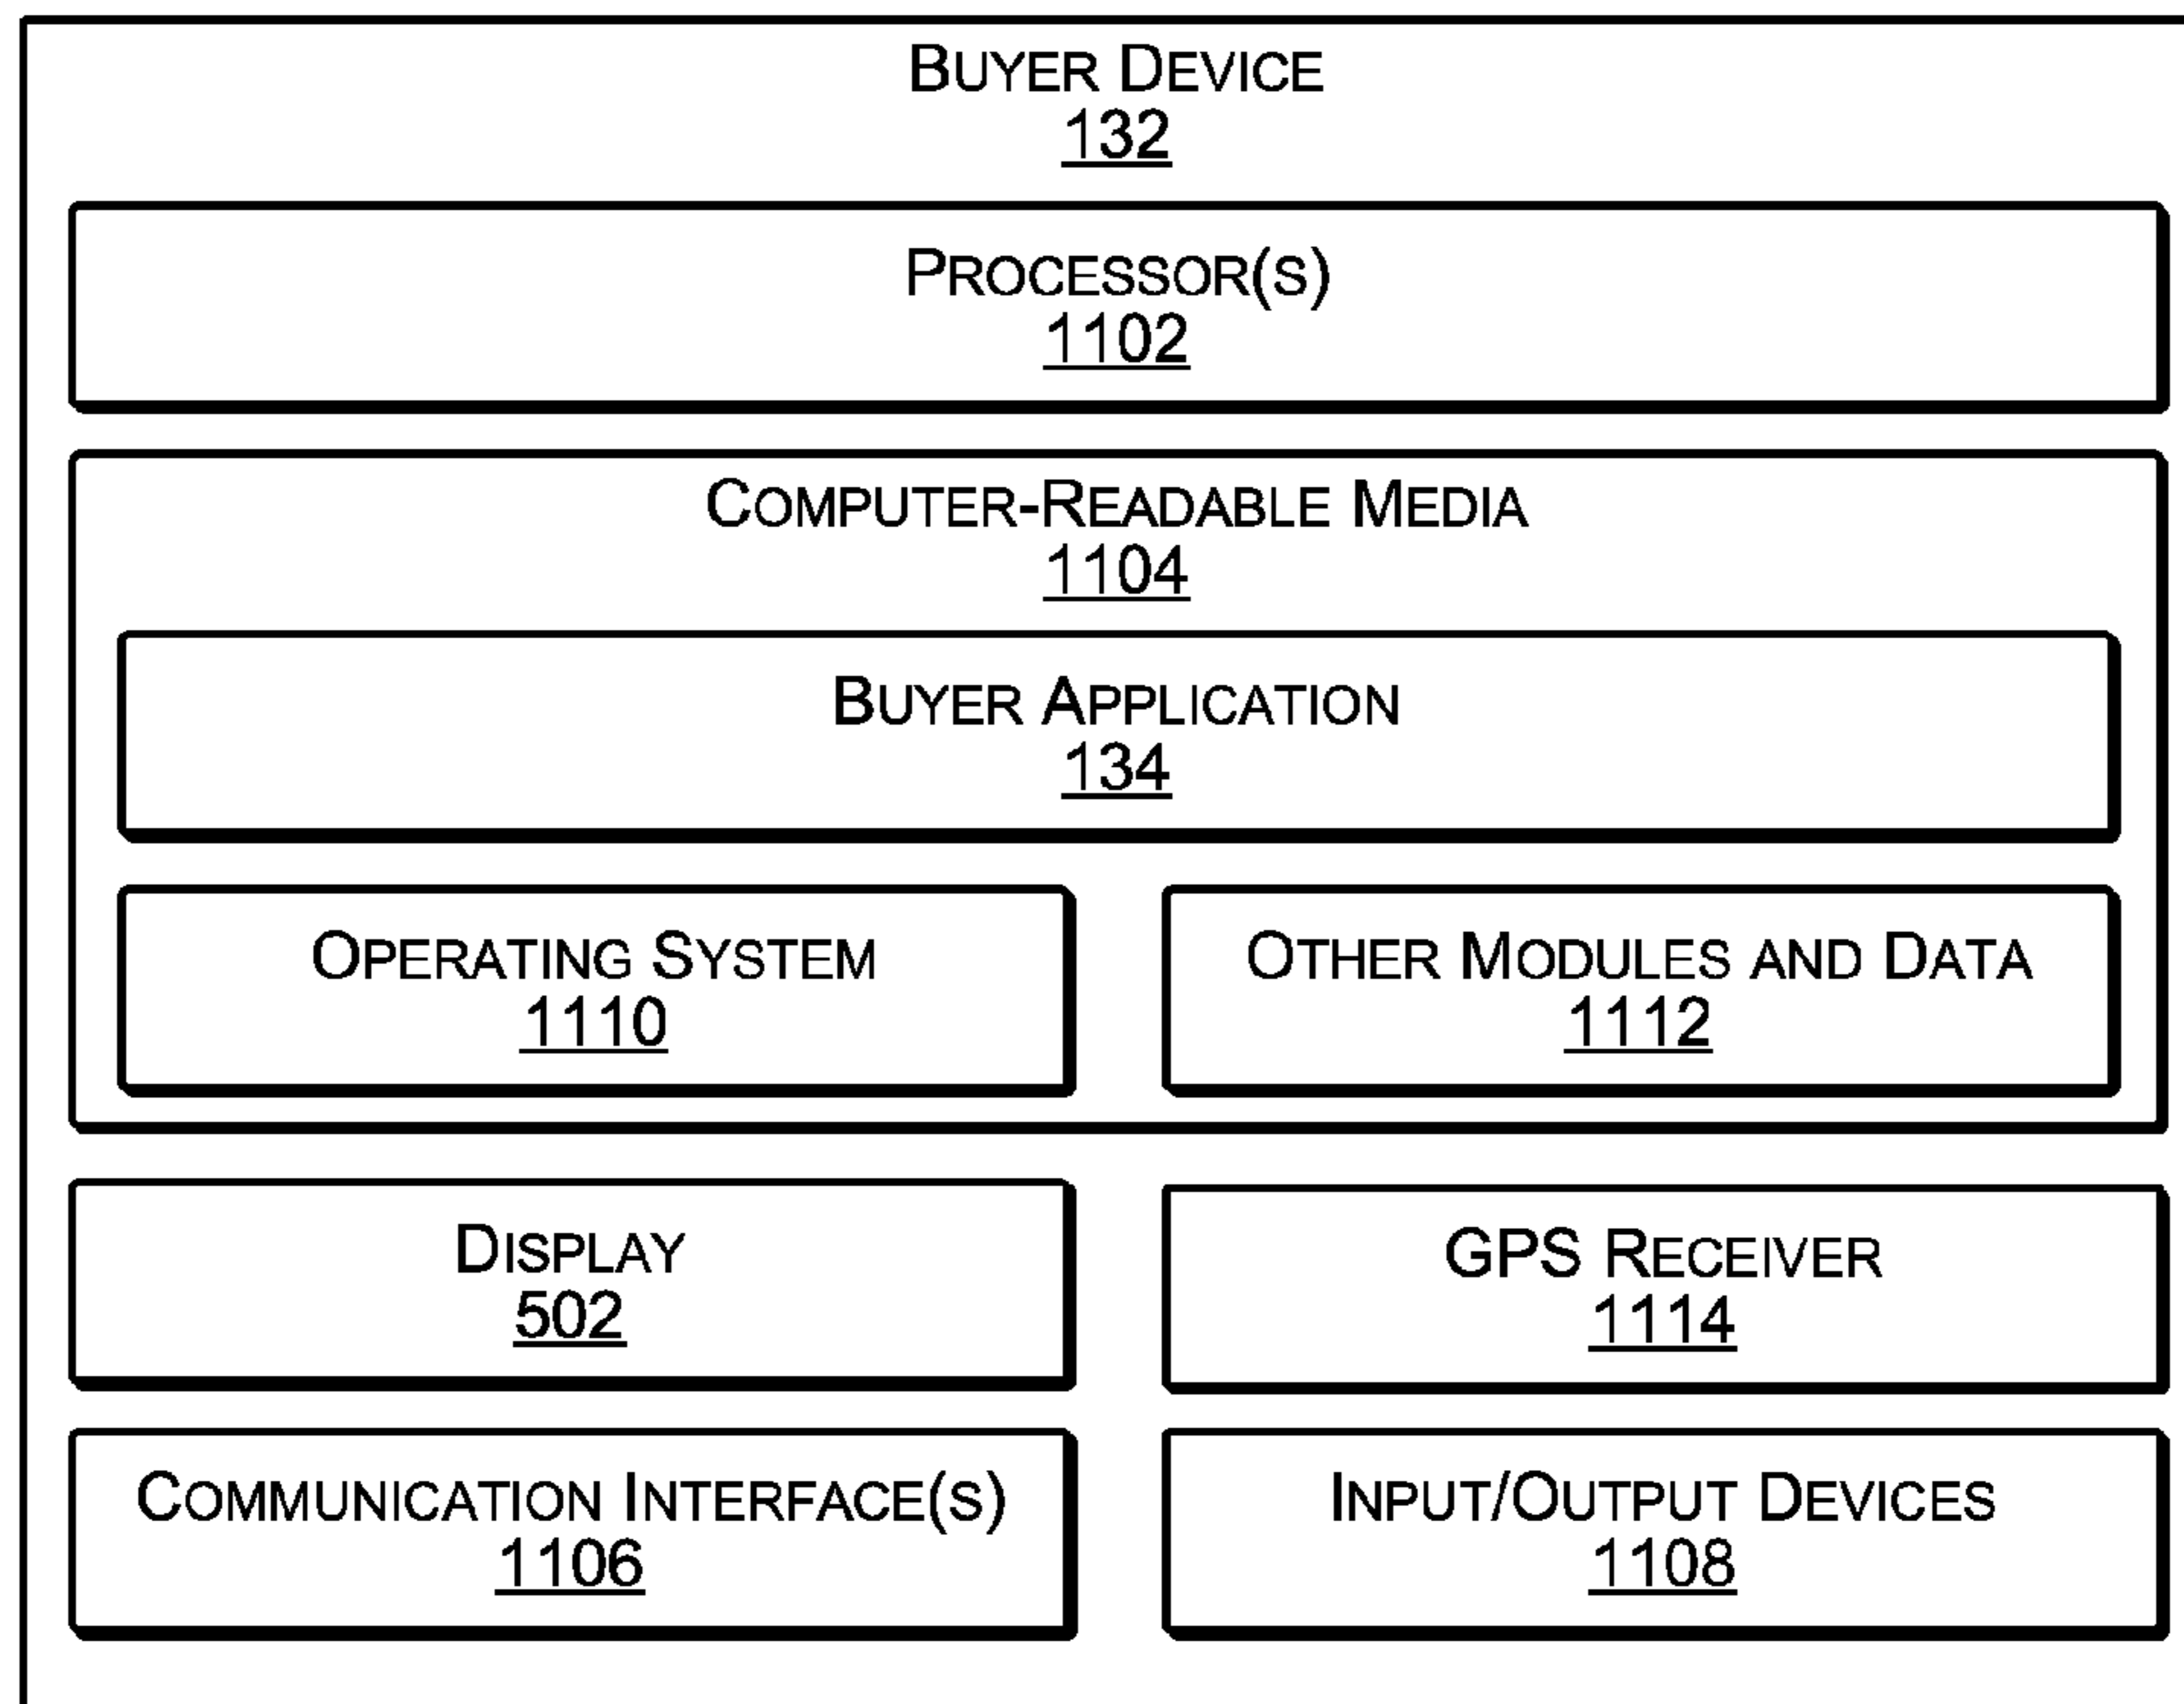 BUYER DEVICE
132
PROCESSOR(S)
1102
COMPUTER-READABLE MEDIA
1104
BUYER APPLICATION
134
OPERATING SYSTEM
1110
OTHER MODULES AND DATA
1112
DISPLAY
502
GPS RECEIVER
1114
COMMUNICATION INTERFACE(S)
1106
INPUT/OUTPUT DEVICES
1108